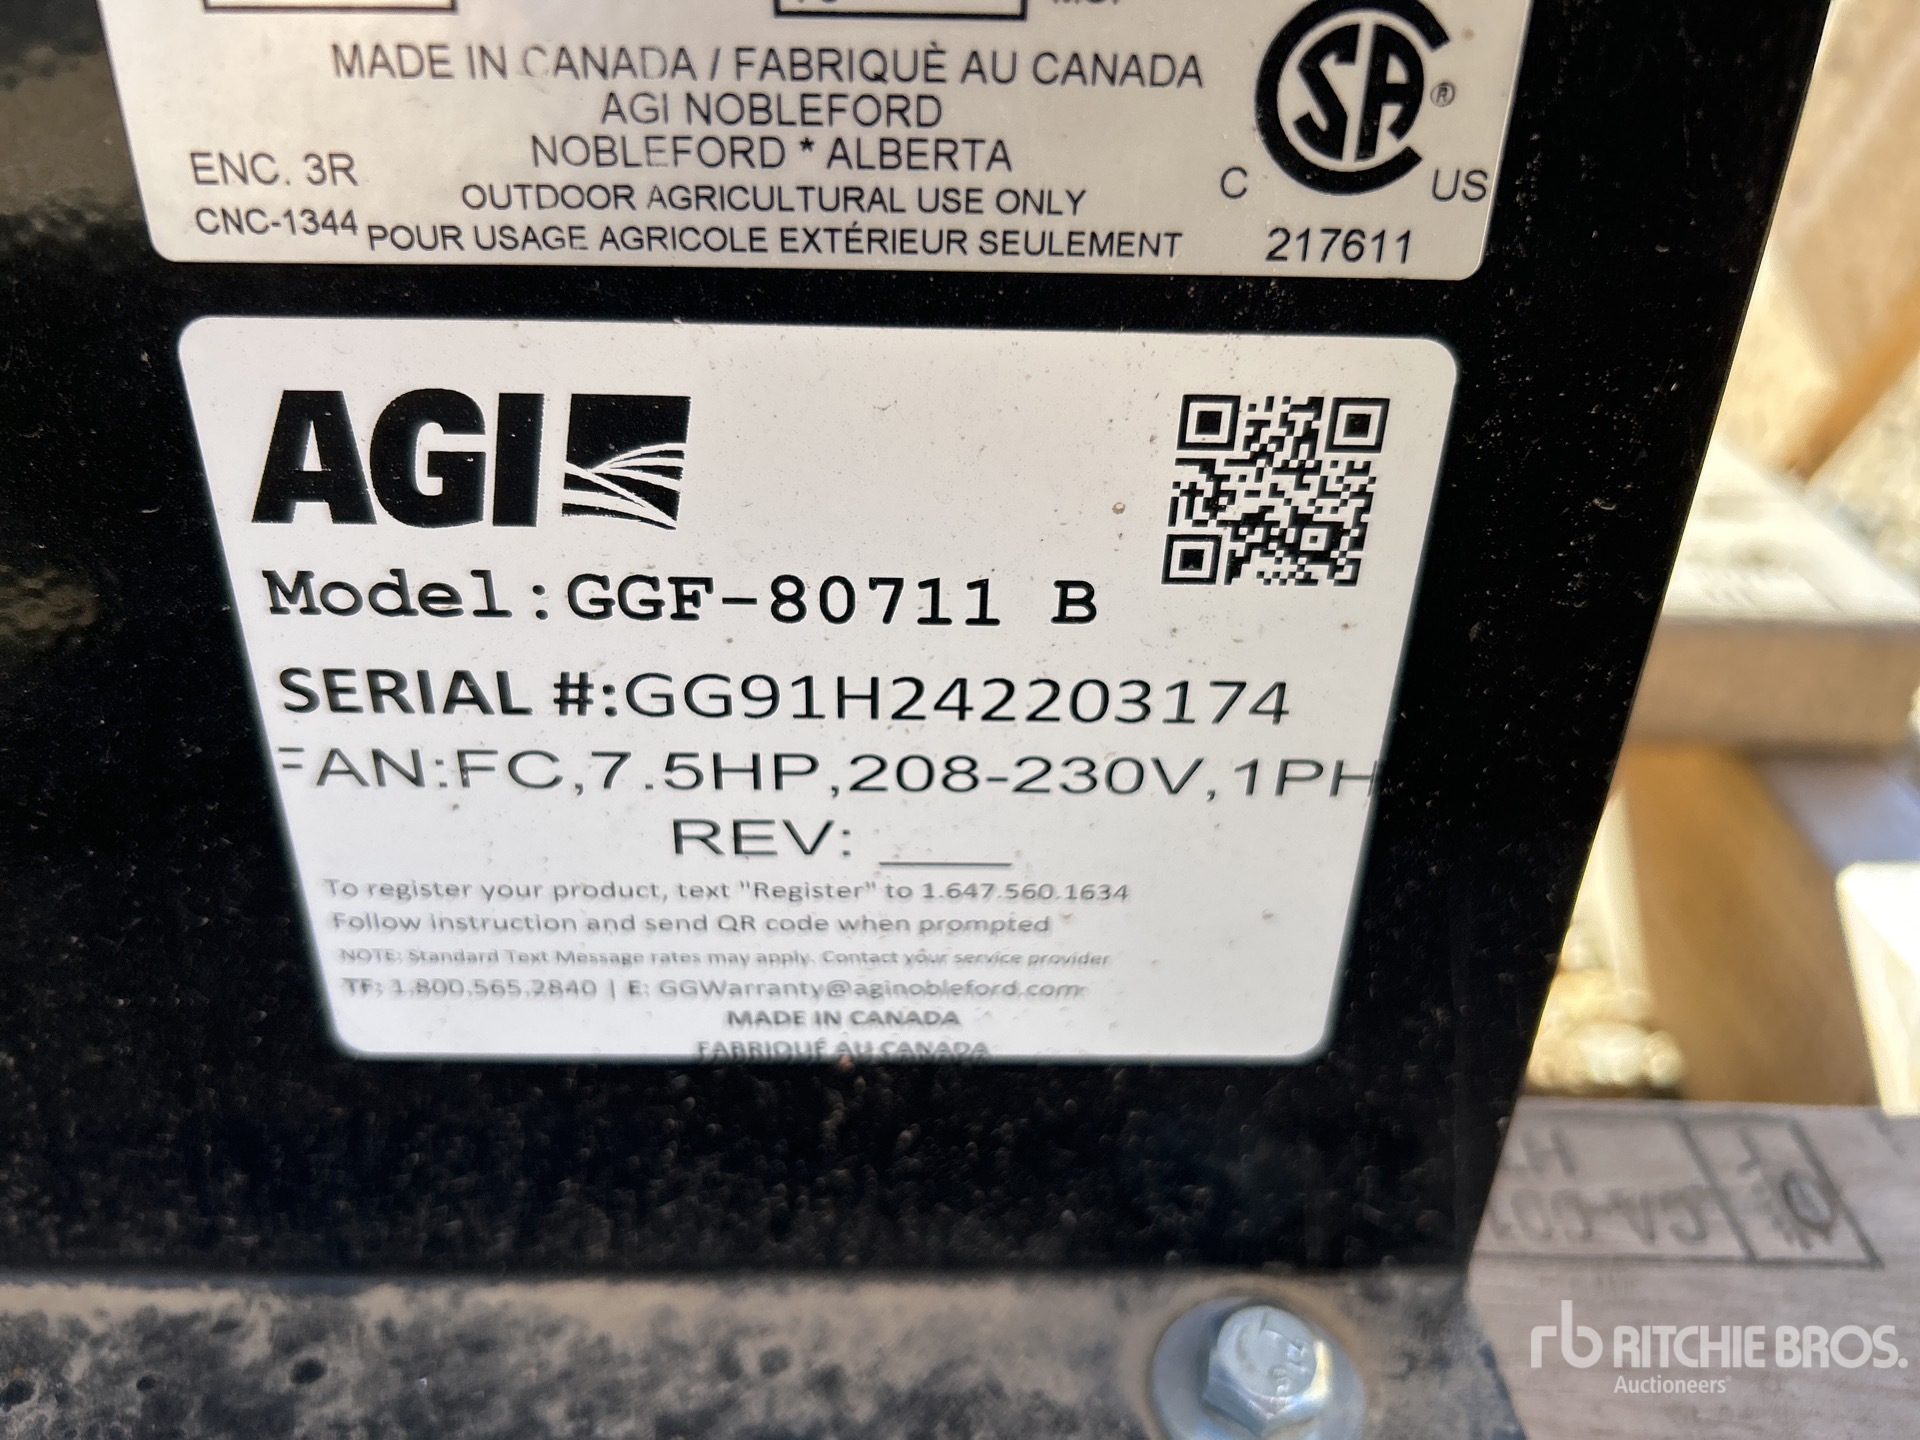 MADE IN CANADA / FABRIQUÈ AU CANADA
AGI NOBLEFORD
NOBLEFORD * ALBERTA
ENC. 3R
OUTDOOR AGRICULTURAL USE ONLY
CNC-1344
POUR USAGE AGRICOLE EXTÉRIEUR SEULEMENT
SA ®
C US
217611
AGI
Model:GGF-80711 B
SERIAL #:GG91H242203174
FAN:FC,7.5HP,208-230V,1PH
REV: ____
To register your product, text "Register" to 1.647.560.1634
Follow instruction and send QR code when prompted
NOTE: Standard Text Message rates may apply. Contact your service provider
TF: 1.800.565.2840 | E: GGWarranty@aginobleford.com
MADE IN CANADA
FABRIQUÉ AU CANADA
rb RITCHIE BROS.
Auctioneers